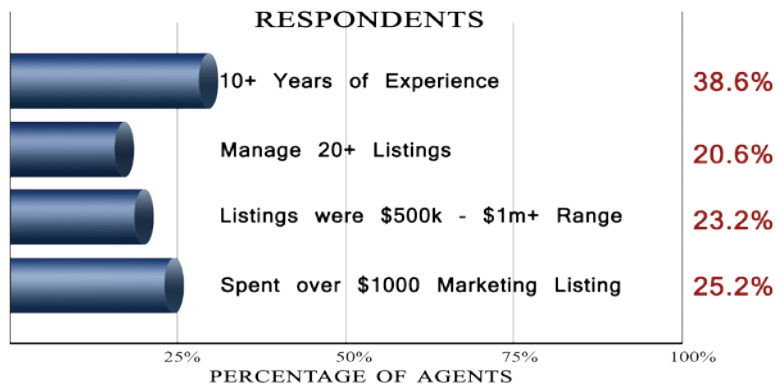 RESPONDENTS
10+ Years of Experience 38.6%
Manage 20+ Listings 20.6%
Listings were $500k - $1m+ Range 23.2%
Spent over $1000 Marketing Listing 25.2%
25% 50% 75% 100%
PERCENTAGE OF AGENTS